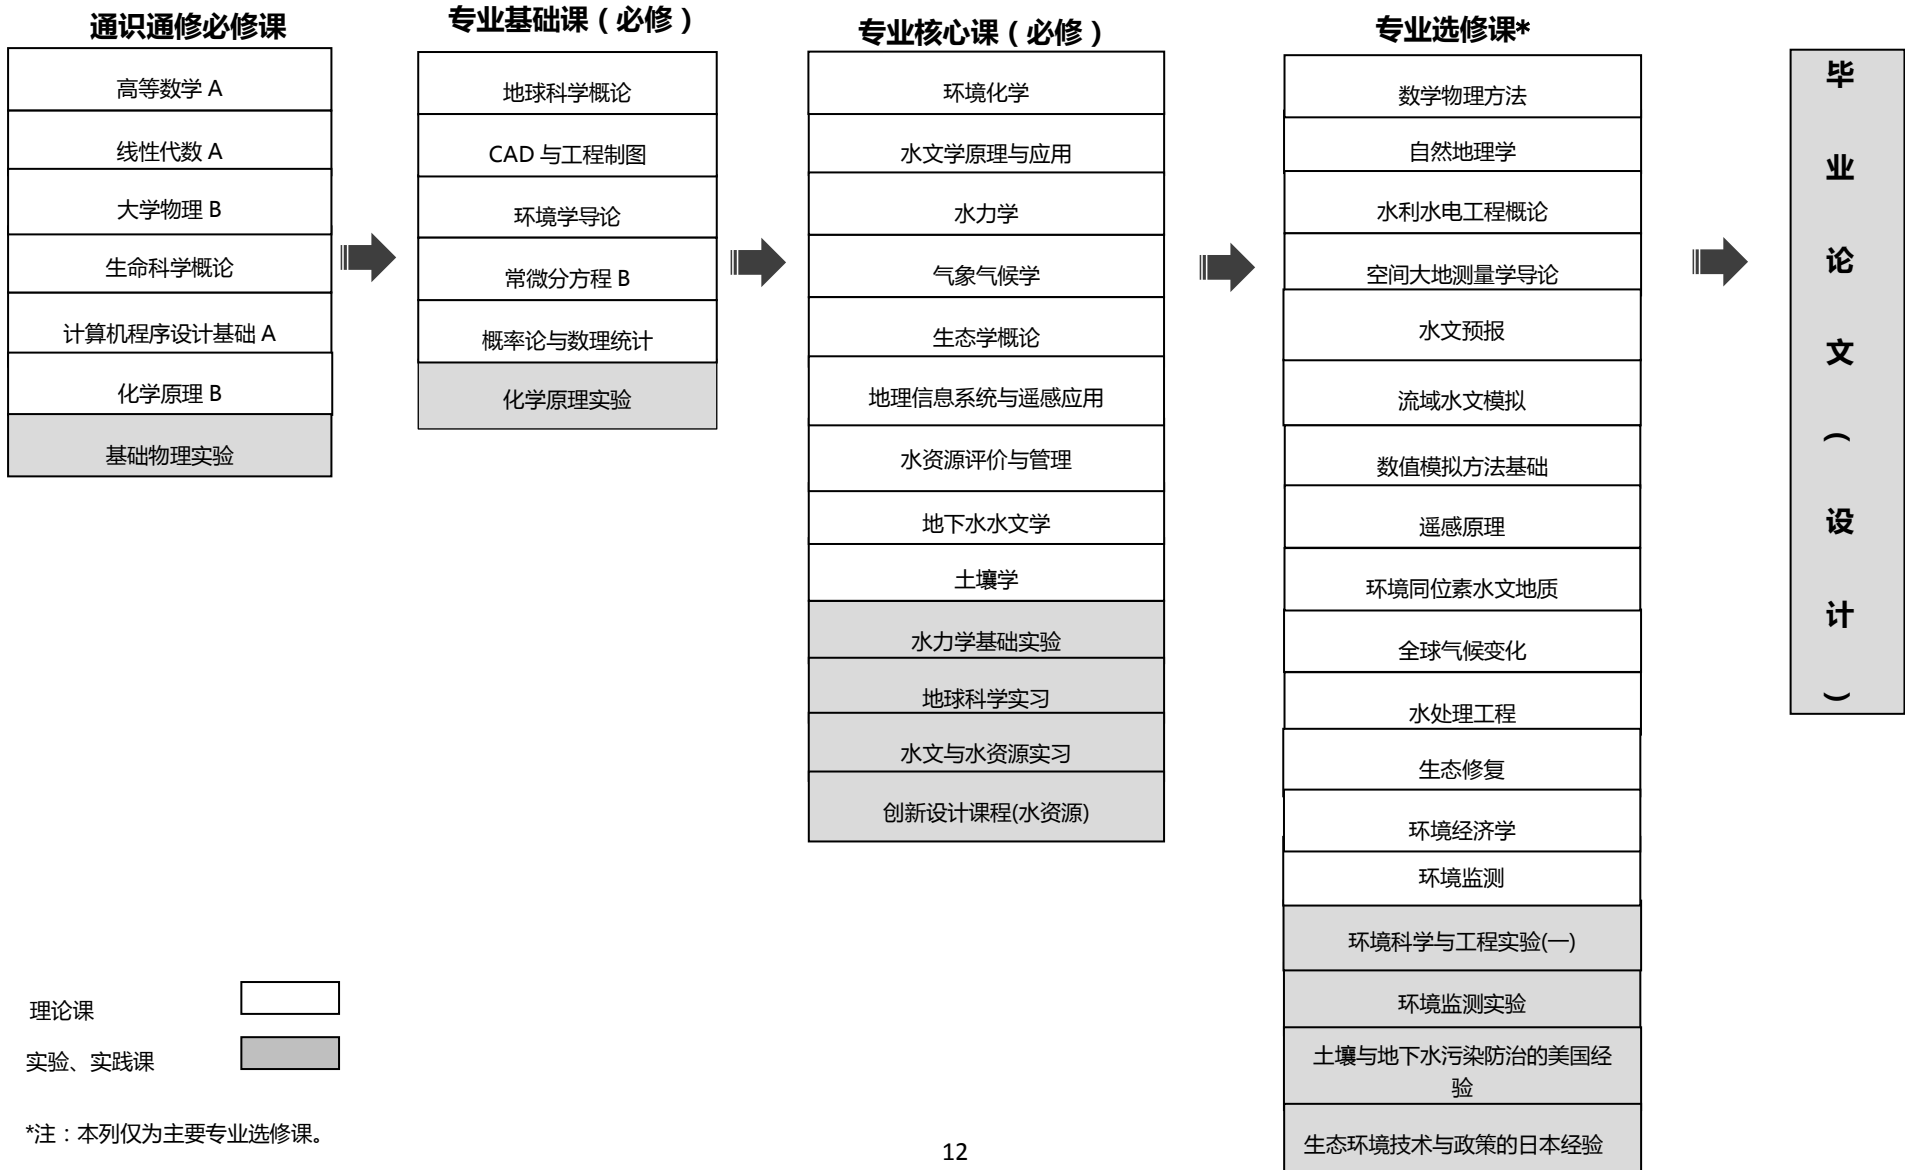 通识通修必修课
高等数学 A
线性代数 A
大学物理 B
生命科学概论
计算机程序设计基础 A
化学原理 B
基础物理实验
专业基础课（必修）
地球科学概论
CAD 与工程制图
环境学导论
常微分方程 B
概率论与数理统计
化学原理实验
专业核心课（必修）
环境化学
水文学原理与应用
水力学
气象气候学
生态学概论
地理信息系统与遥感应用
水资源评价与管理
地下水水文学
土壤学
水力学基础实验
地球科学实习
水文与水资源实习
创新设计课程(水资源)
专业选修课*
数学物理方法
自然地理学
水利水电工程概论
空间大地测量学导论
水文预报
流域水文模拟
数值模拟方法基础
遥感原理
环境同位素水文地质
全球气候变化
水处理工程
生态修复
环境经济学
环境监测
环境科学与工程实验(一)
环境监测实验
土壤与地下水污染防治的美国经
验
生态环境技术与政策的日本经验
毕业论文（设计）
理论课
实验、实践课
*注：本列仅为主要专业选修课。
12